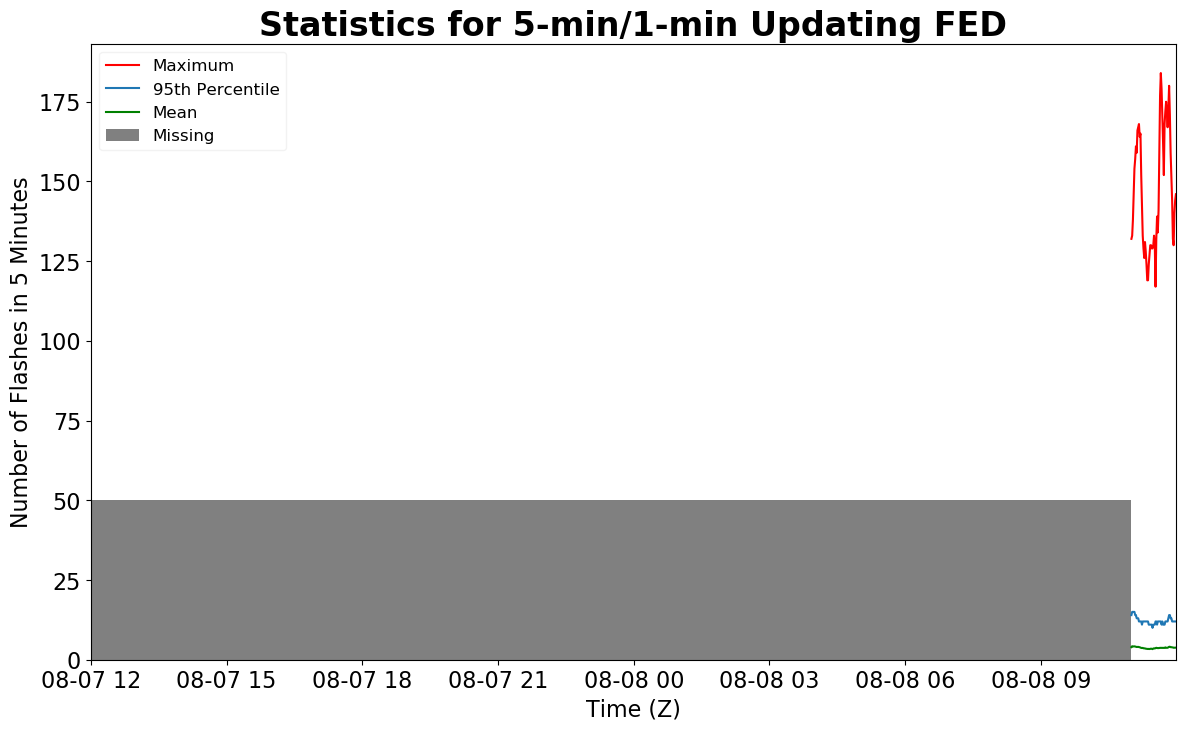 Statistics for 5-min/1-min Updating FED
Maximum
95th Percentile
Mean
Missing
Number of Flashes in 5 Minutes
175
150
125
100
75
50
25
0
08-07 12 08-07 15 08-07 18 08-07 21 08-08 00 08-08 03 08-08 06 08-08 09
Time (Z)